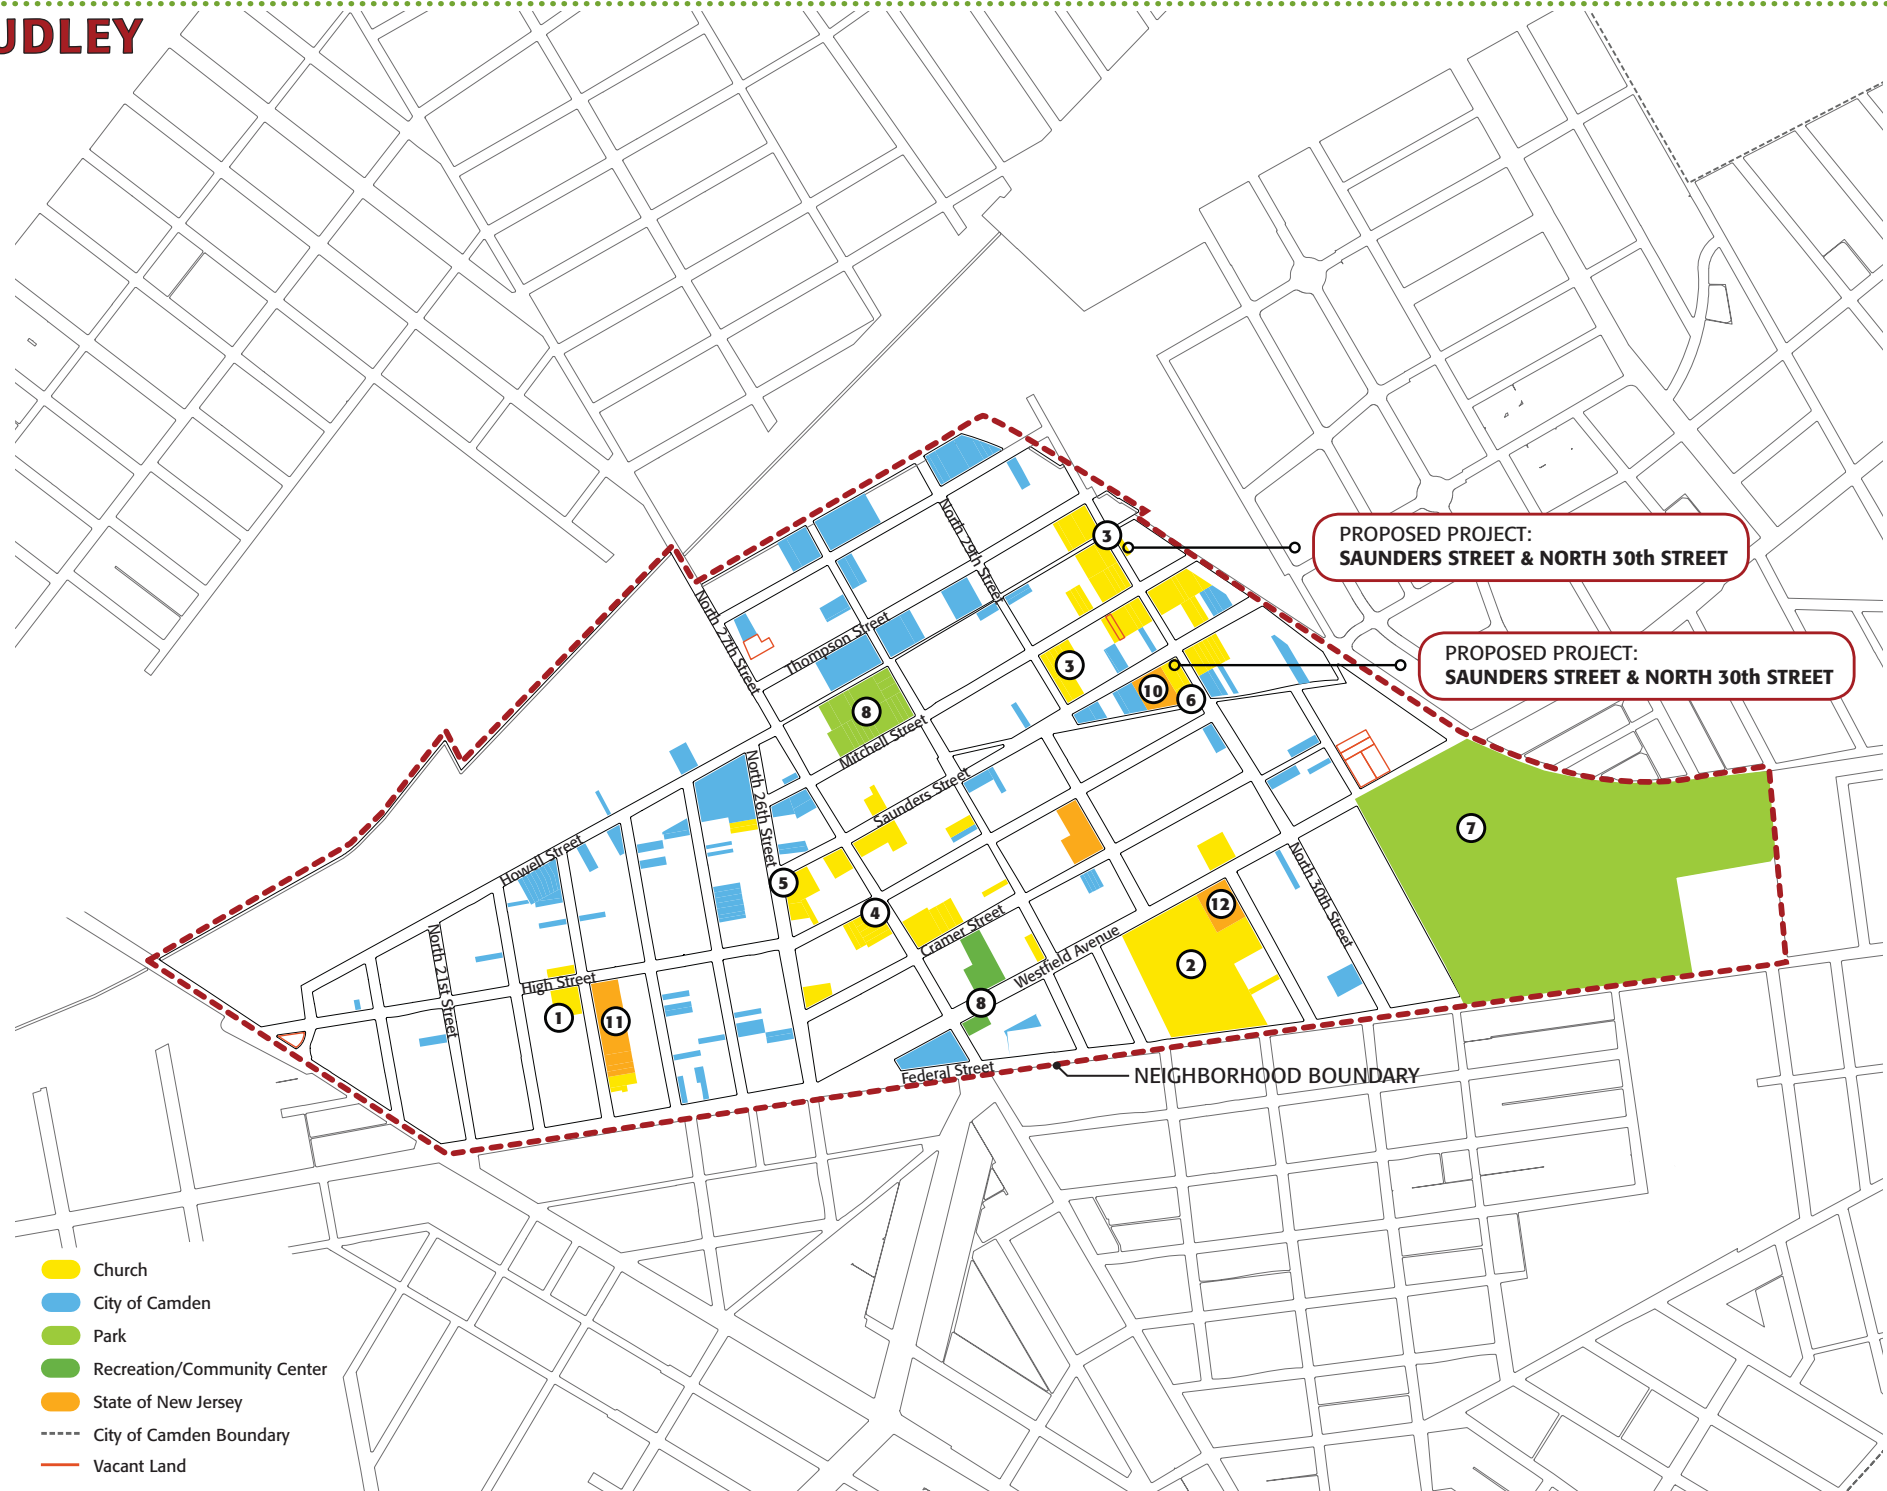 UDLEY
PROPOSED PROJECT:
SAUNDERS STREET & NORTH 30th STREET
PROPOSED PROJECT:
SAUNDERS STREET & NORTH 30th STREET
North 29th Street
North 27th Street
Thompson Street
Mitchell Street
North 26th Street
Saunders Street
Howell Street
North 21st Street
High Street
Cramer Street
Westfield Avenue
North 30th Street
Federal Street
NEIGHBORHOOD BOUNDARY
3
3
10
6
8
7
5
4
12
2
8
1
11
Church
City of Camden
Park
Recreation/Community Center
State of New Jersey
City of Camden Boundary
Vacant Land